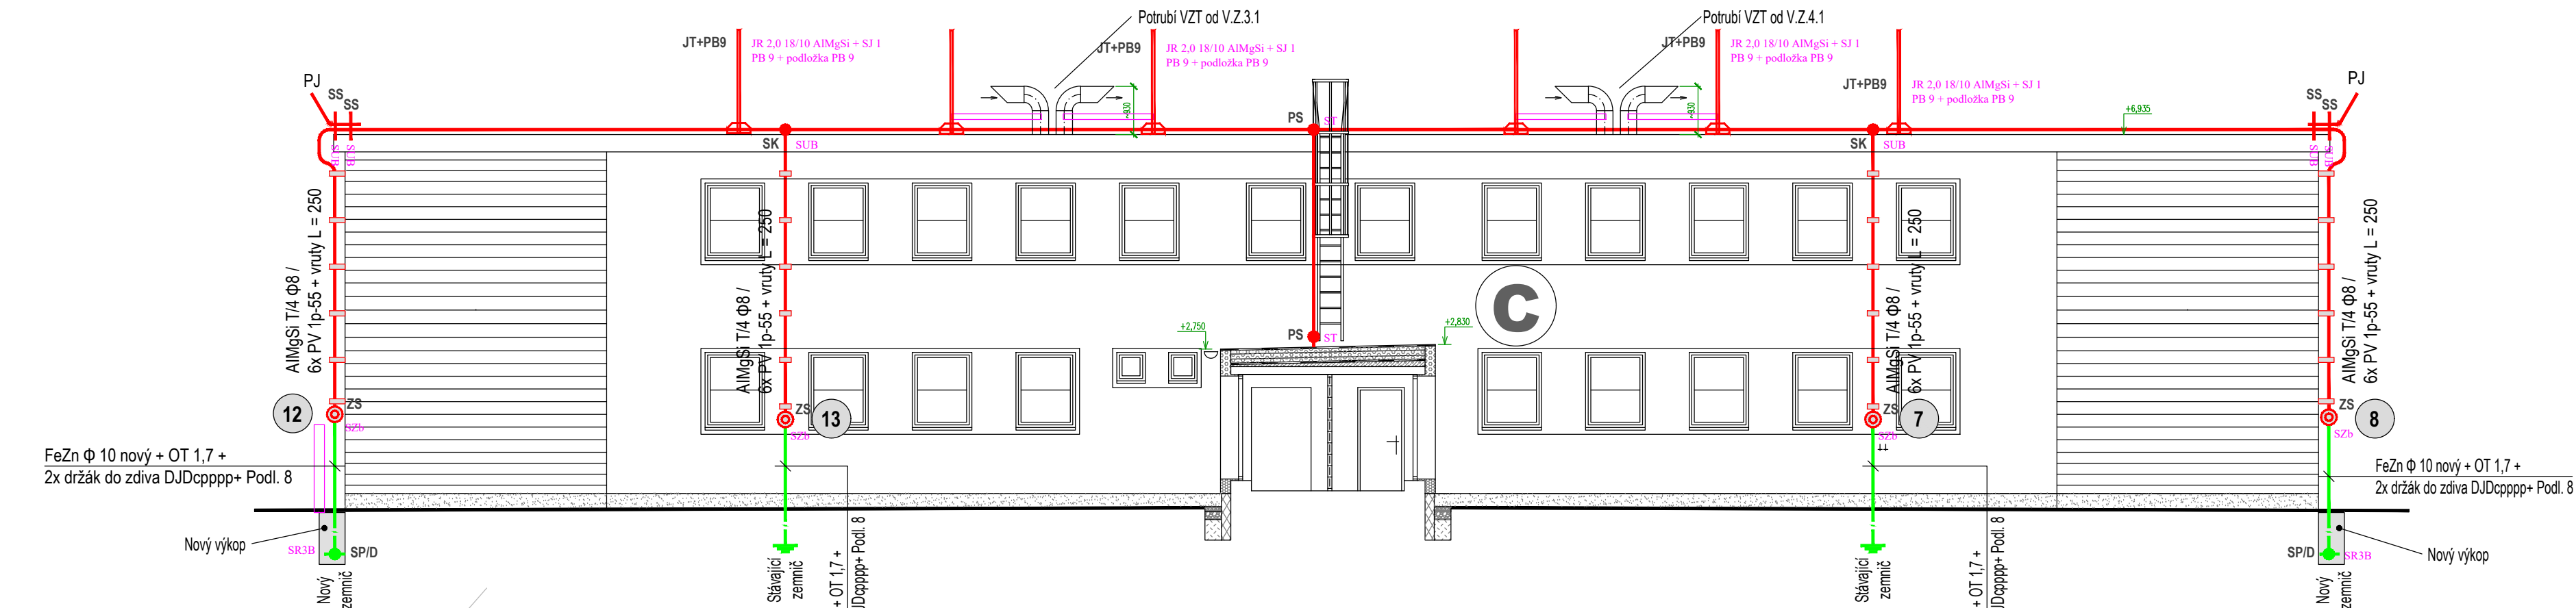 Potrubí VZT od V.Z.3.1
Potrubí VZT od V.Z.4.1
JT+PB9
JR 2,0 18/10 AlMgSi + SJ 1
PB 9 + podložka PB 9
JT+PB9
JR 2,0 18/10 AlMgSi + SJ 1
PB 9 + podložka PB 9
JT+PB9
JR 2,0 18/10 AlMgSi + SJ 1
PB 9 + podložka PB 9
JT+PB9
JR 2,0 18/10 AlMgSi + SJ 1
PB 9 + podložka PB 9
PJ
SS
SS
SUB
SUB
PJ
SS
SS
SUB
SUB
+6,935
PS
ST
SK
SUB
SK
SUB
AlMgSi T/4 Φ8 /
6x PV 1p-55 + vruty L = 250
AlMgSi T/4 Φ8 /
6x PV 1p-55 + vruty L = 250
AlMgSi T/4 Φ8 /
6x PV 1p-55 + vruty L = 250
AlMgSi T/4 Φ8 /
6x PV 1p-55 + vruty L = 250
C
+2,750
PS
ST
+2,830
12
ZS
SZb
ZS
13
SZb
ZS
7
SZb
ZS
8
SZb
FeZn Φ 10 nový + OT 1,7 +
2x držák do zdiva DJDcpppp+ Podl. 8
FeZn Φ 10 nový + OT 1,7 +
2x držák do zdiva DJDcpppp+ Podl. 8
Nový výkop
SR3B
SP/D
Nový
zemnič
Stávající
zemnič
+ OT 1,7 +
JDcpppp+ Podl. 8
Stávající
zemnič
+ OT 1,7 +
JDcpppp+ Podl. 8
SP/D
SR3B
Nový výkop
Nový
zemnič